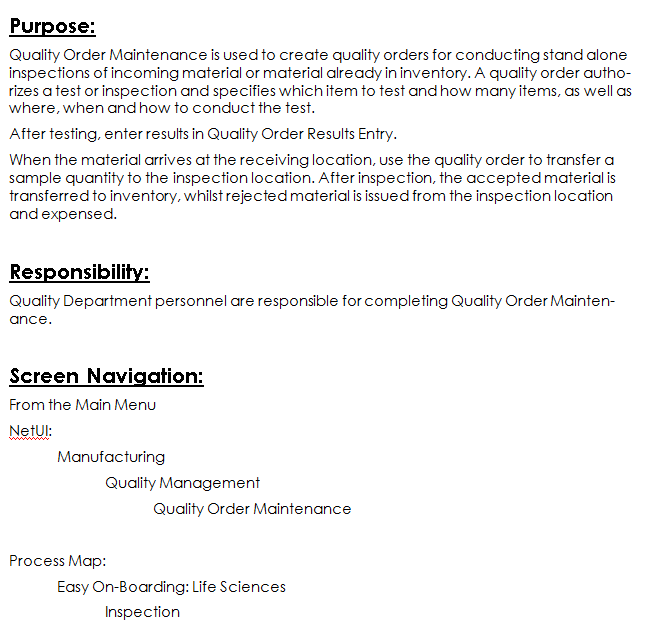 Purpose:
Quality Order Maintenance is used to create quality orders for conducting stand alone
inspections of incoming material or material already in inventory. A quality order autho-
rizes a test or inspection and specifies which item to test and how many items, as well as
where, when and how to conduct the test.
After testing, enter results in Quality Order Results Entry.
When the material arrives at the receiving location, use the quality order to transfer a
sample quantity to the inspection location. After inspection, the accepted material is
transferred to inventory, whilst rejected material is issued from the inspection location
and expensed.
Responsibility:
Quality Department personnel are responsible for completing Quality Order Mainten-
ance.
Screen Navigation:
From the Main Menu
NetUI:
Manufacturing
Quality Management
Quality Order Maintenance
Process Map:
Easy On-Boarding: Life Sciences
Inspection